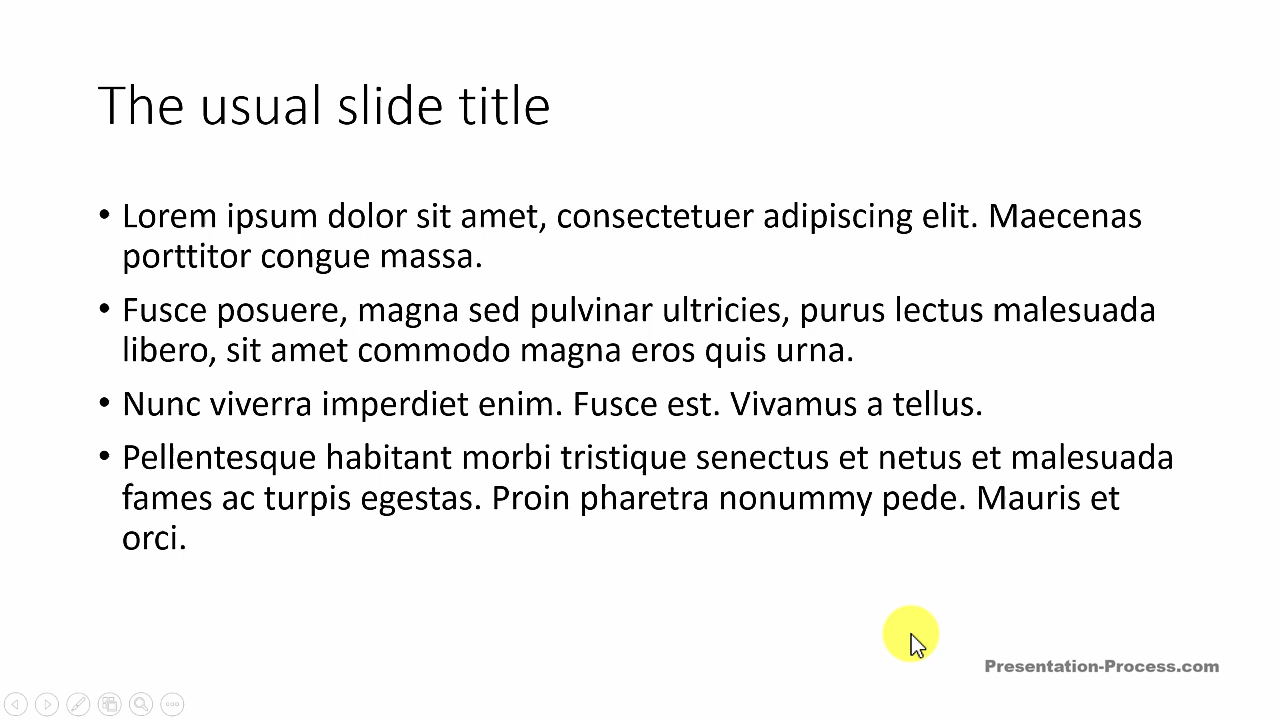 The usual slide title
• Lorem ipsum dolor sit amet, consectetuer adipiscing elit. Maecenas
porttitor congue massa.
• Fusce posuere, magna sed pulvinar ultricies, purus lectus malesuada
libero, sit amet commodo magna eros quis urna.
• Nunc viverra imperdiet enim. Fusce est. Vivamus a tellus.
• Pellentesque habitant morbi tristique senectus et netus et malesuada
fames ac turpis egestas. Proin pharetra nonummy pede. Mauris et
orci.
Presentation-Process.com